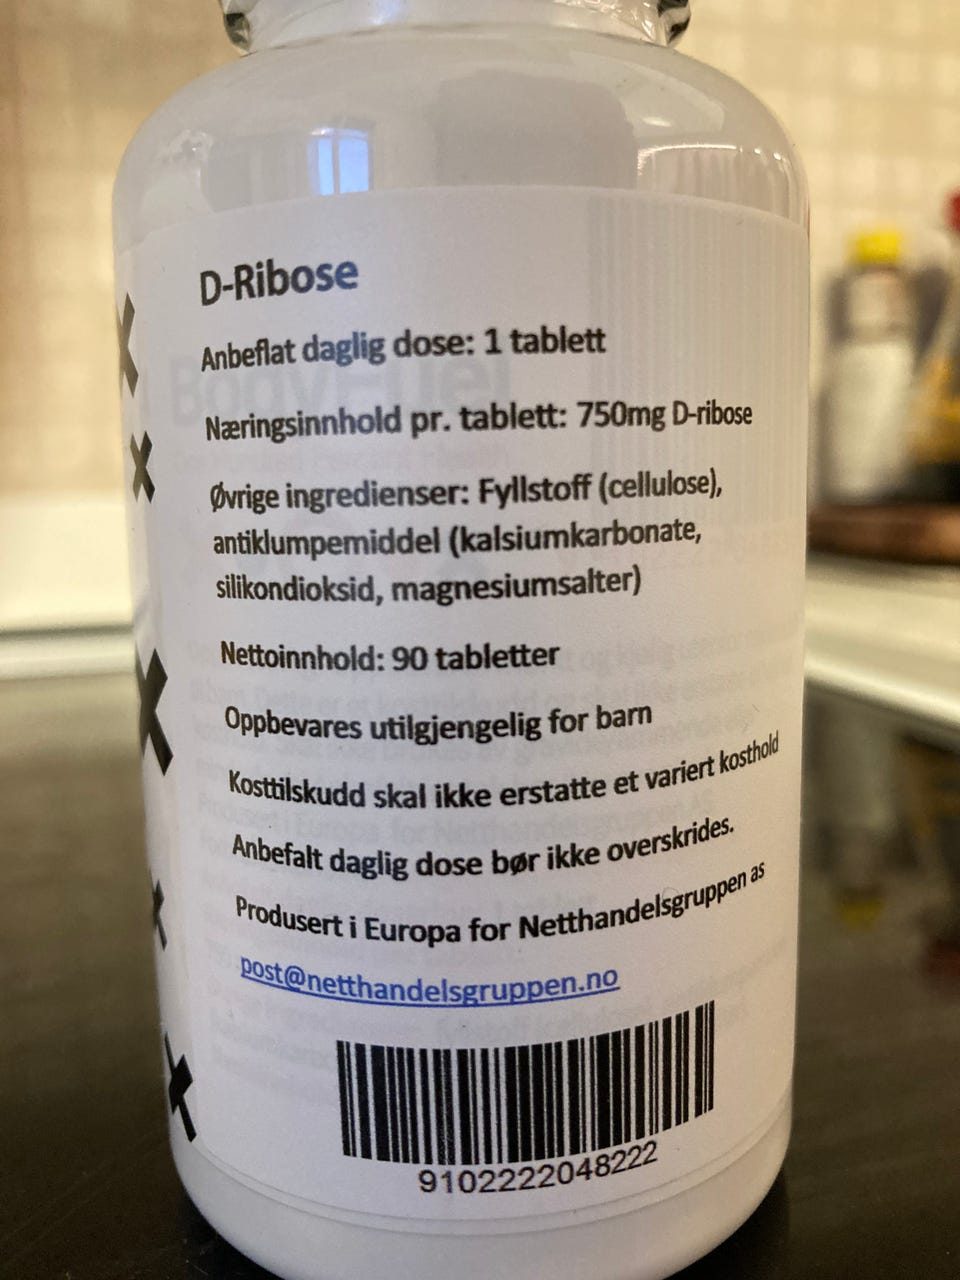 D-Ribose
Anbeflat daglig dose: 1 tablett
Næringsinnhold pr. tablett: 750mg D-ribose
Øvrige ingredienser: Fyllstoff (cellulose),
antiklumpemiddel (kalsiumkarbonate,
silikondioksid, magnesiumsalter)
Nettoinnhold: 90 tabletter
Oppbevares utilgjengelig for barn
Kosttilskudd skal ikke erstatte et variert kosthold
Anbefalt daglig dose bør ikke overskrides.
Produsert i Europa for Netthandelsgruppen as
post@netthandelsgruppen.no
9102222048222